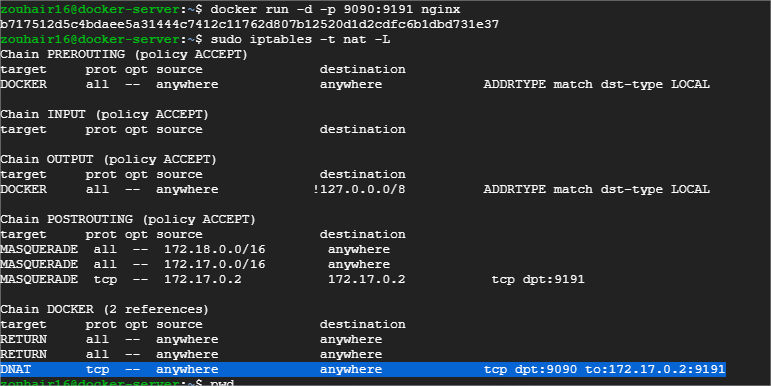 zouhair16@docker-server:~$ docker run -d -p 9090:9191 nginx
b717512d5c4bdaee5a31444c7412c11762d807b12520d1d2cdfc6b1dbd731e37
zouhair16@docker-server:~$ sudo iptables -t nat -L
Chain PREROUTING (policy ACCEPT)
target prot opt source destination
DOCKER all -- anywhere anywhere ADDRTYPE match dst-type LOCAL
Chain INPUT (policy ACCEPT)
target prot opt source destination
Chain OUTPUT (policy ACCEPT)
target prot opt source destination
DOCKER all -- anywhere !127.0.0.0/8 ADDRTYPE match dst-type LOCAL
Chain POSTROUTING (policy ACCEPT)
target prot opt source destination
MASQUERADE all -- 172.18.0.0/16 anywhere
MASQUERADE all -- 172.17.0.0/16 anywhere
MASQUERADE tcp -- 172.17.0.2 172.17.0.2 tcp dpt:9191
Chain DOCKER (2 references)
target prot opt source destination
RETURN all -- anywhere anywhere
RETURN all -- anywhere anywhere
DNAT tcp -- anywhere anywhere tcp dpt:9090 to:172.17.0.2:9191
zouhair16@docker-server:~$ pwd